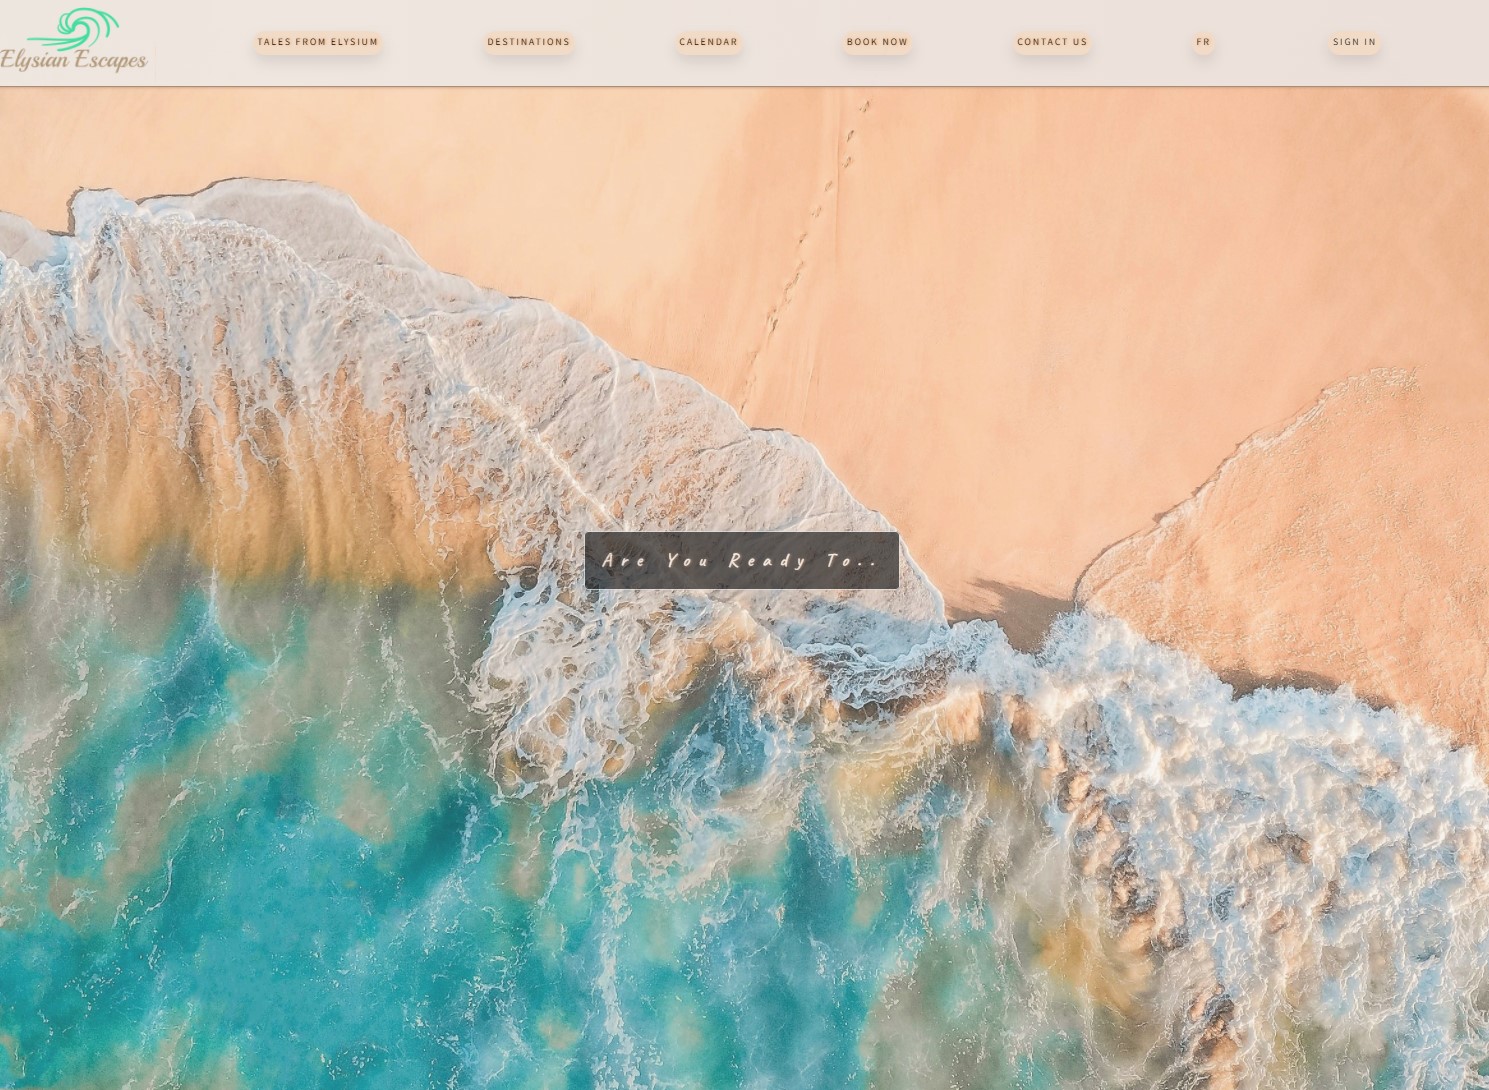 Elysian Escapes
TALES FROM ELYSIUM
DESTINATIONS
CALENDAR
BOOK NOW
CONTACT US
FR
SIGN IN
Are You Ready To..